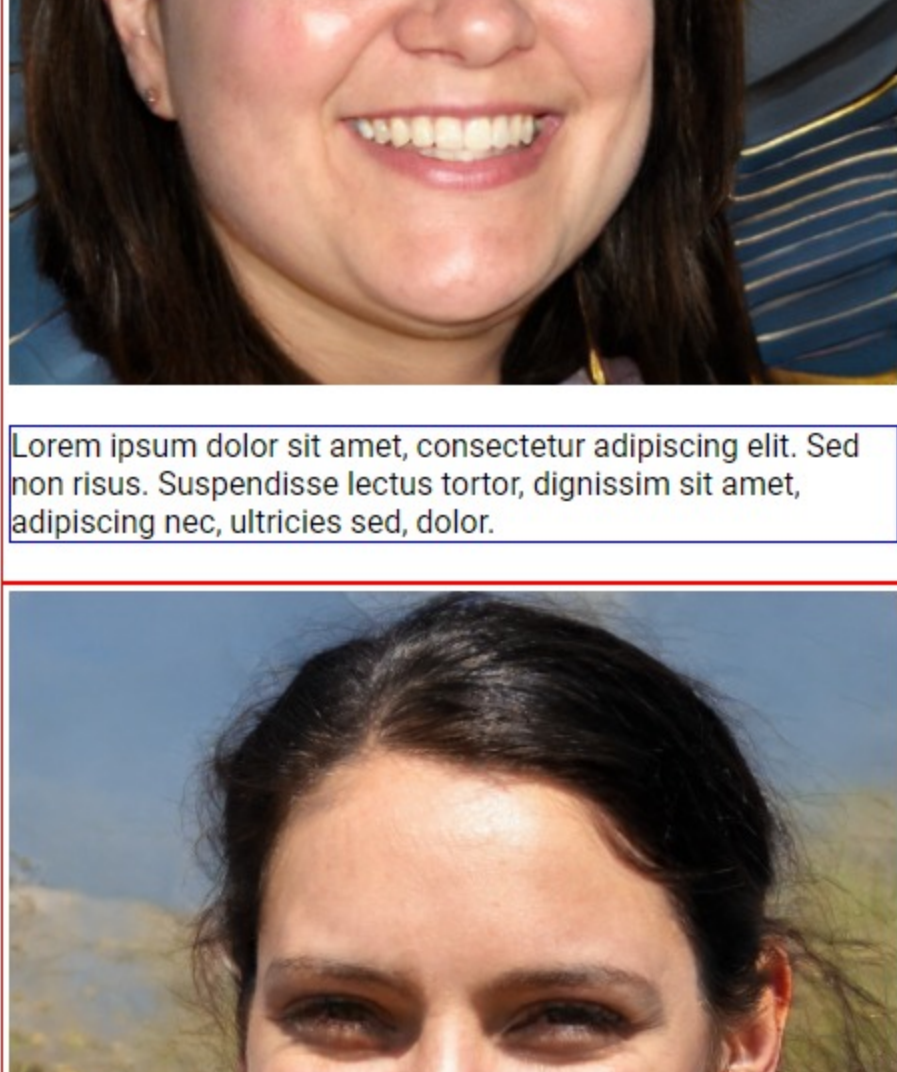 Lorem ipsum dolor sit amet, consectetur adipiscing elit. Sed
non risus. Suspendisse lectus tortor, dignissim sit amet,
adipiscing nec, ultricies sed, dolor.